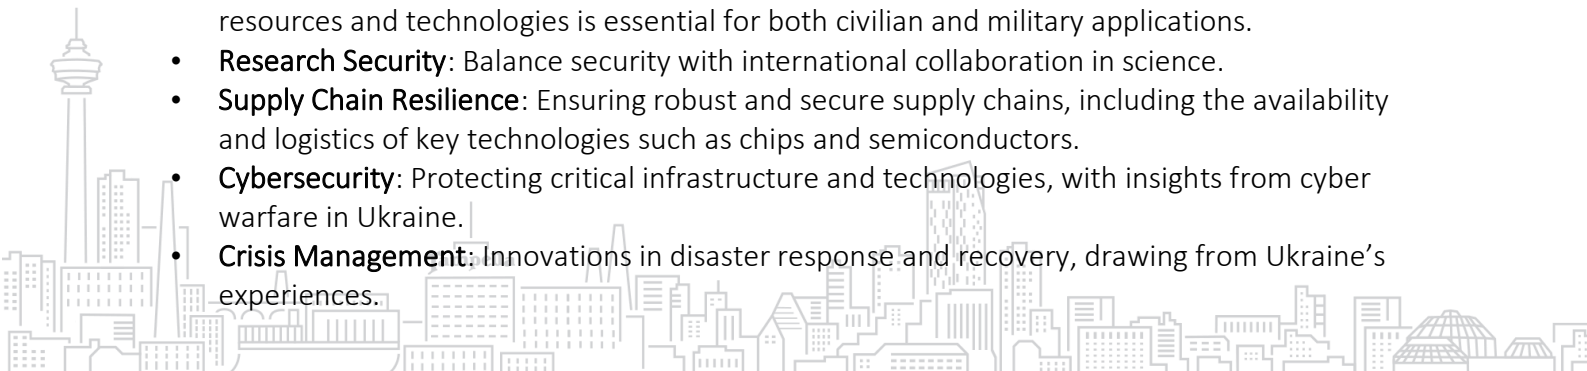 resources and technologies is essential for both civilian and military applications.
• Research Security: Balance security with international collaboration in science.
• Supply Chain Resilience: Ensuring robust and secure supply chains, including the availability
and logistics of key technologies such as chips and semiconductors.
• Cybersecurity: Protecting critical infrastructure and technologies, with insights from cyber
warfare in Ukraine.
• Crisis Management: Innovations in disaster response and recovery, drawing from Ukraine’s
experiences.